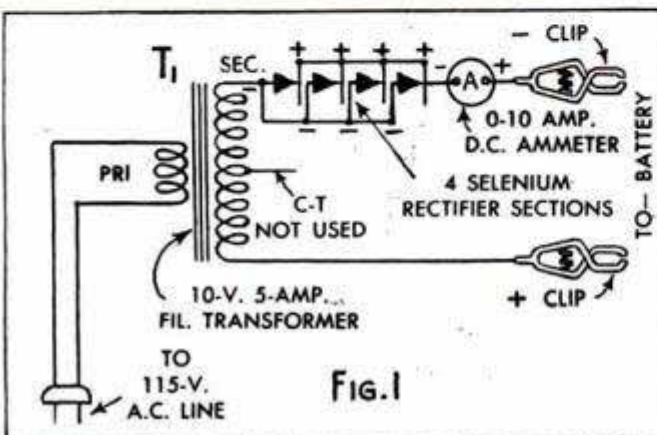 T1
SEC.
+ + + +
-
- - -
- A +
- CLIP
0-10 AMP.
D.C. AMMETER
PRI
C-T
NOT USED
4 SELENIUM
RECTIFIER SECTIONS
TO— BATTERY
10-V. 5-AMP.
FIL. TRANSFORMER
+ CLIP
TO
115-V.
A.C. LINE
FIG.1